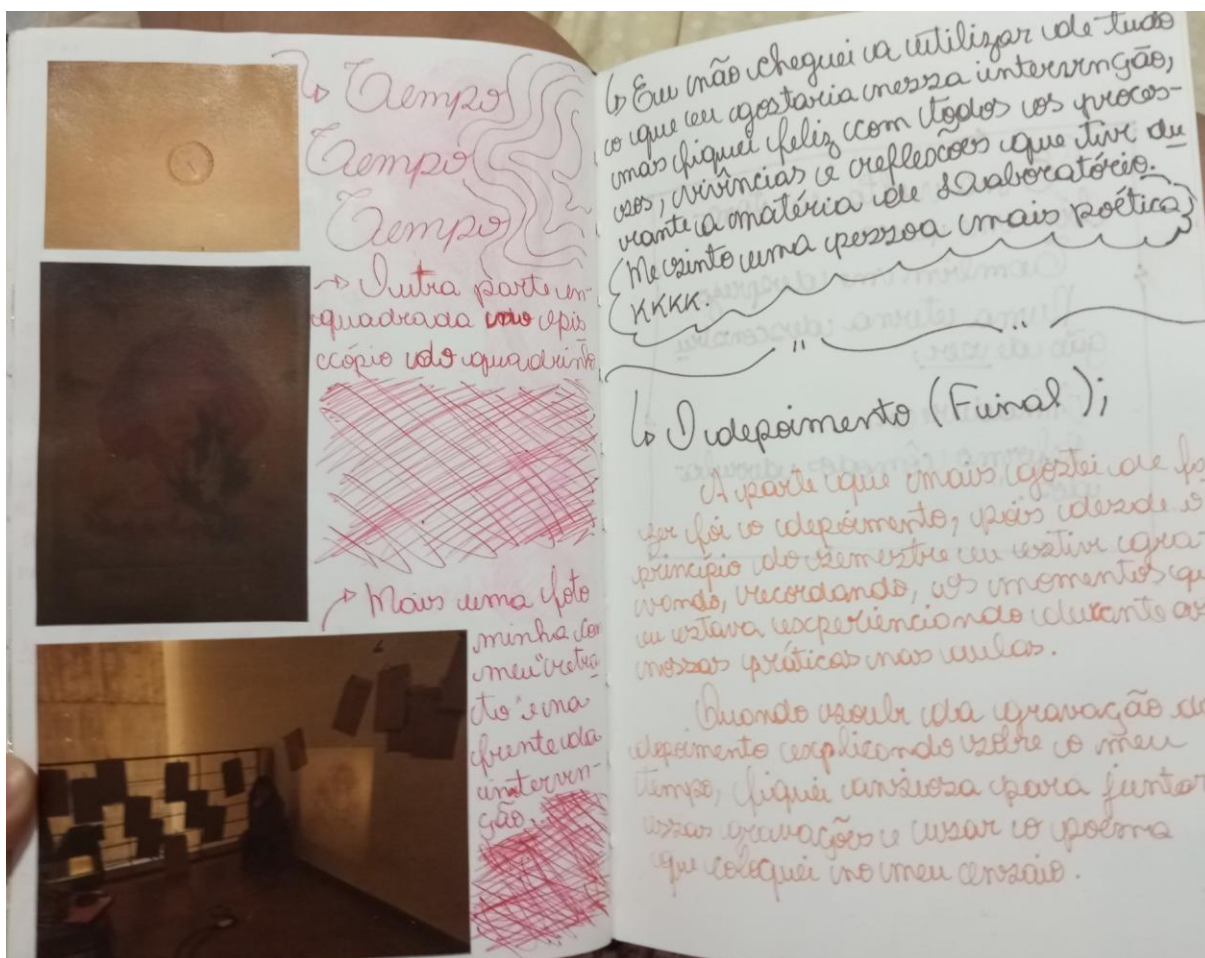 ↳ Tempo
Tempo
Tempo
→ Outra parte en-
quadrada no epis
cópio do quadrinho
→ Mais uma foto
minha com
meu "retra
to" e na
frente da
interven-
ção.
↳ Eu não cheguei a utilizar de tudo
o que eu gostaria nessa intervenção,
mas fiquei feliz com todos os proces-
sos, vivências e reflexões que tive du
rante a matéria de Laboratório.
Me sinto uma pessoa mais poética
KKKK.
↳ O depoimento (Final);
A parte que mais gostei de fa
zer foi o depoimento, pois desde o
princípio do semestre eu estive gra
vando, recordando, os momentos qu
eu estava experienciando durante as
nossas práticas nas aulas.
Quando soube da gravação do
depoimento explicando sobre o meu
tempo, fiquei ansiosa para juntar
essas gravações e usar o poema
que coloquei no meu ensaio.